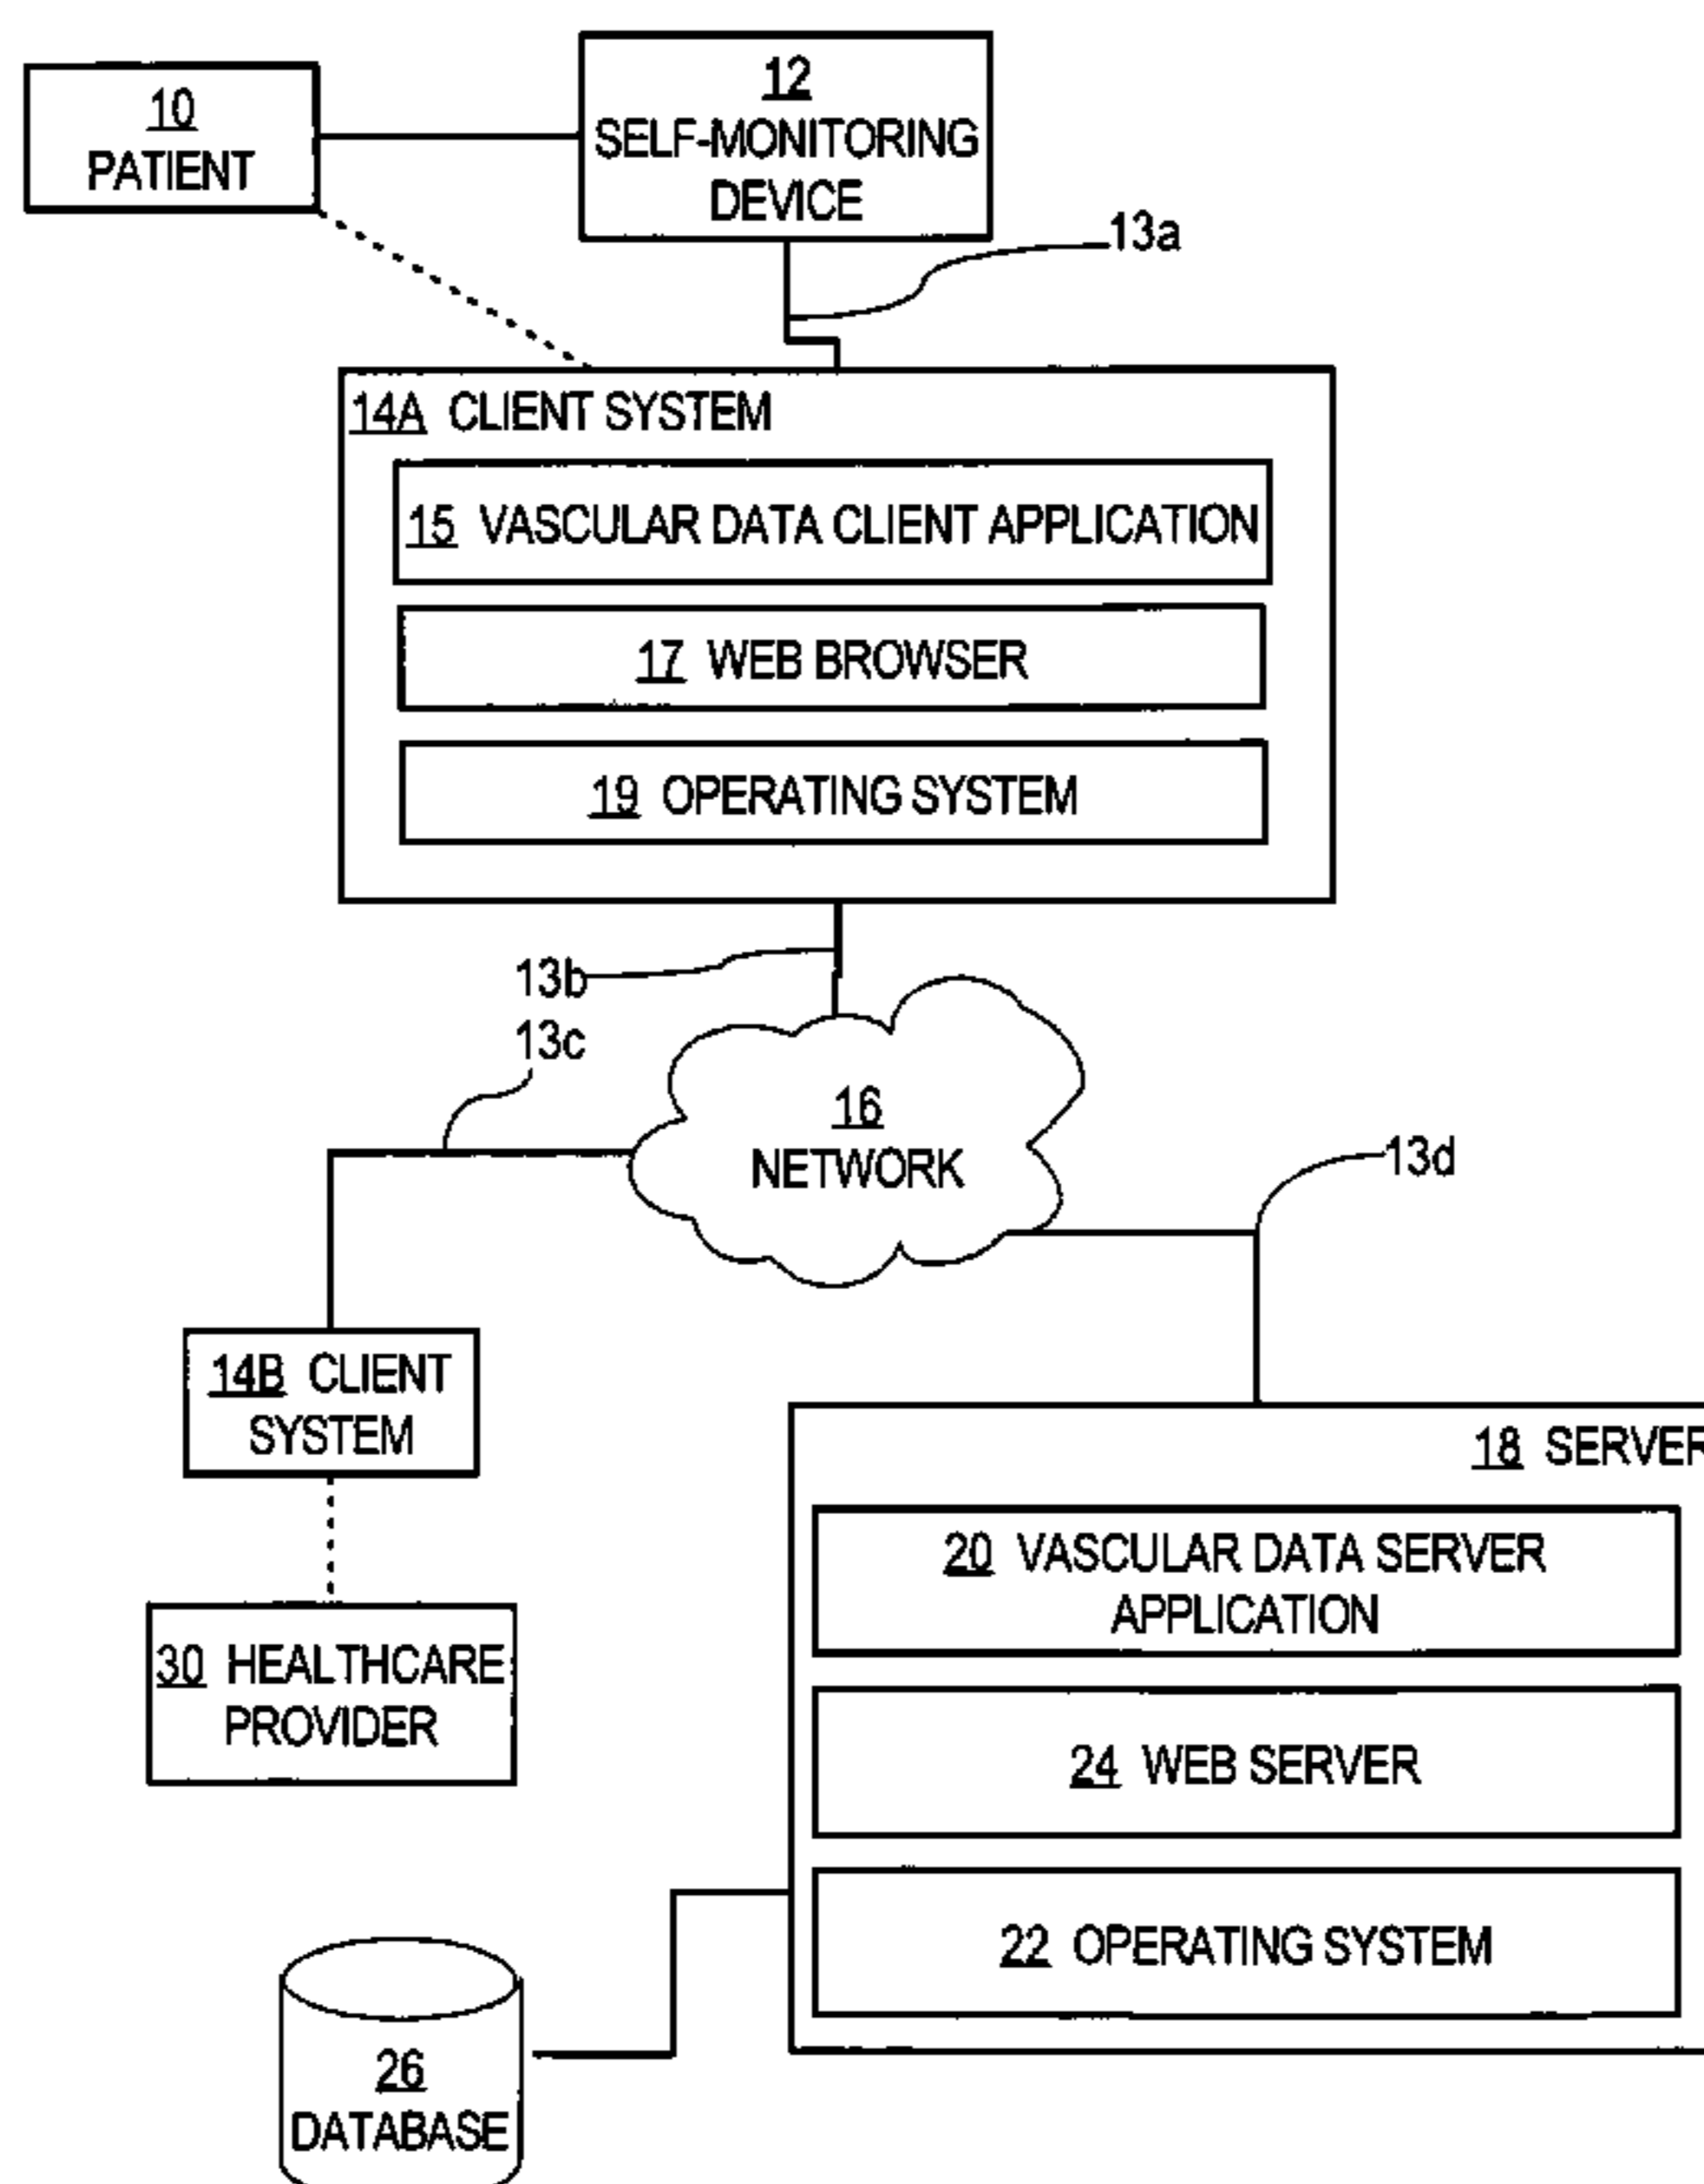 10
PATIENT
12
SELF-MONITORING
DEVICE
13a
14A CLIENT SYSTEM
15 VASCULAR DATA CLIENT APPLICATION
17 WEB BROWSER
19 OPERATING SYSTEM
13b
13c
16
NETWORK
13d
14B CLIENT
SYSTEM
18 SERVER
30 HEALTHCARE
PROVIDER
20 VASCULAR DATA SERVER
APPLICATION
24 WEB SERVER
22 OPERATING SYSTEM
26
DATABASE